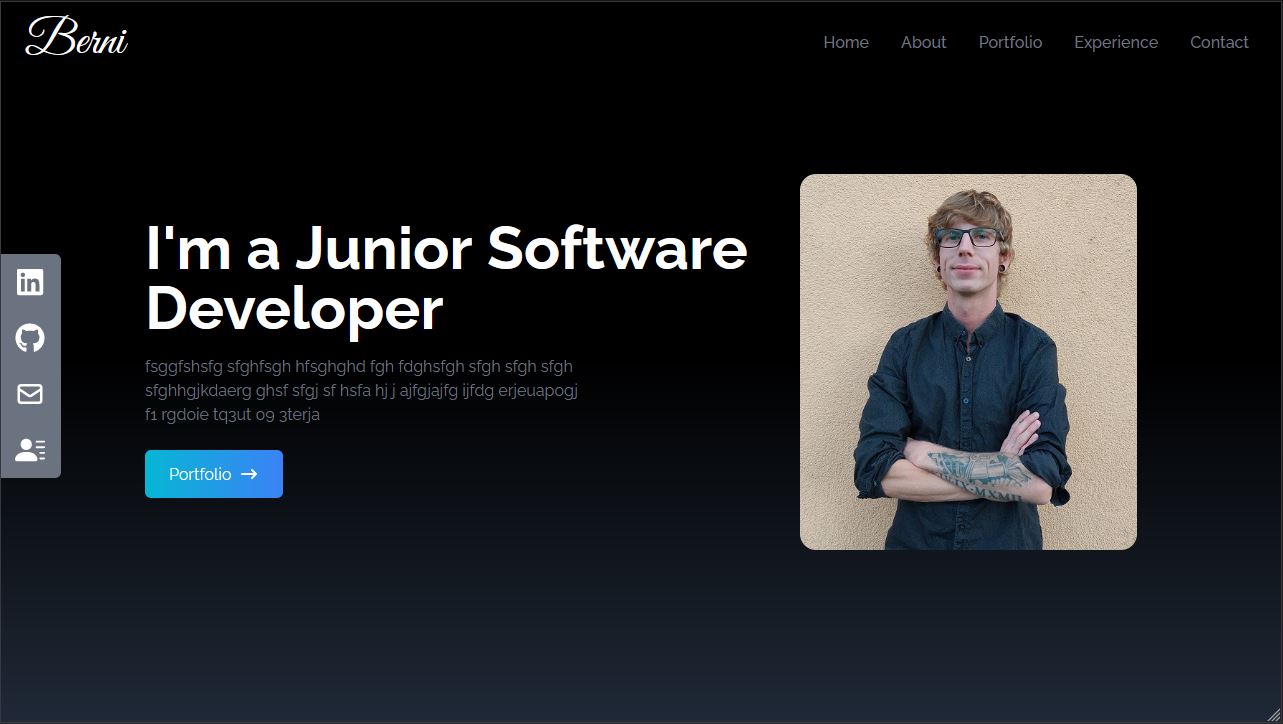 Berni
Home About Portfolio Experience Contact
I'm a Junior Software
Developer
fsggfshsfg sfghfsgh hfsghghd fgh fdghsfgh sfgh sfgh sfgh
sfghhgjkdaerg ghsf sfgj sf hsfa hj j ajfgjajfg ijfdg erjeuapogj
f1 rgdoie tq3ut o9 3terja
Portfolio
in